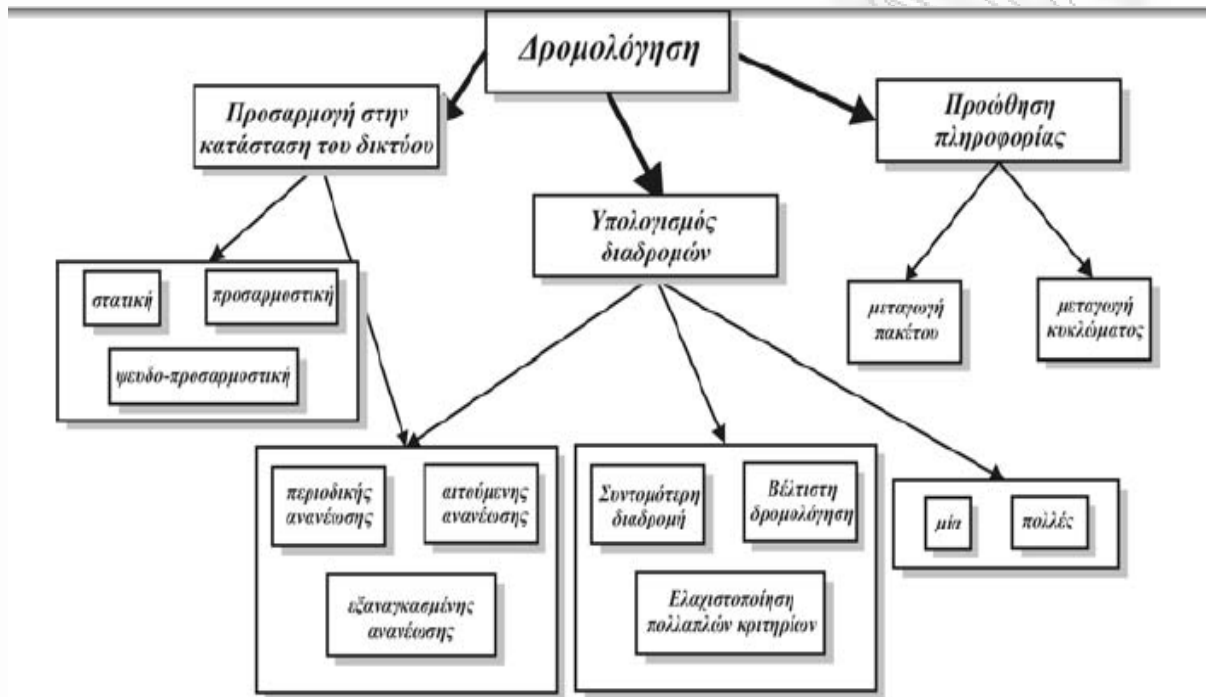 Δρομολόγηση
Προσαρμογή στην
κατάσταση του δικτύου
Προώθηση
πληροφορίας
Υπολογισμός
διαδρομών
στατική
προσαρμοστική
ψευδο-προσαρμοστική
μεταγωγή
πακέτου
μεταγωγή
κυκλώματος
περιοδικής
ανανέωσης
αιτούμενης
ανανέωσης
εξαναγκασμένης
ανανέωσης
Συντομότερη
διαδρομή
Βέλτιστη
δρομολόγηση
Ελαχιστοποίηση
πολλαπλών κριτηρίων
μία
πολλές